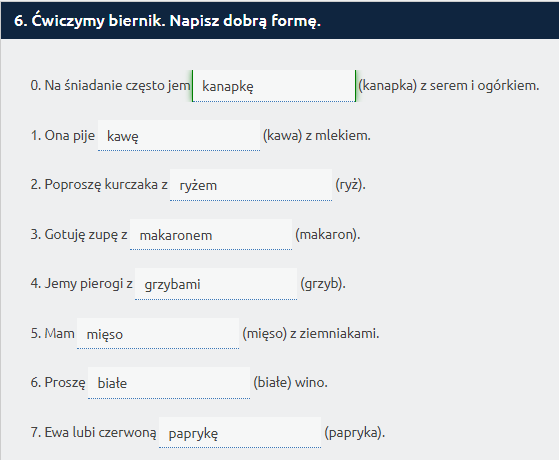 6. Ćwiczymy biernik. Napisz dobrą formę.
0. Na śniadanie często jem kanapkę (kanapka) z serem i ogórkiem.
1. Ona pije kawę (kawa) z mlekiem.
2. Poproszę kurczaka z ryżem (ryż).
3. Gotuję zupę z makaronem (makaron).
4. Jemy pierogi z grzybami (grzyb).
5. Mam mięso (mięso) z ziemniakami.
6. Proszę białe (białe) wino.
7. Ewa lubi czerwoną paprykę (papryka).